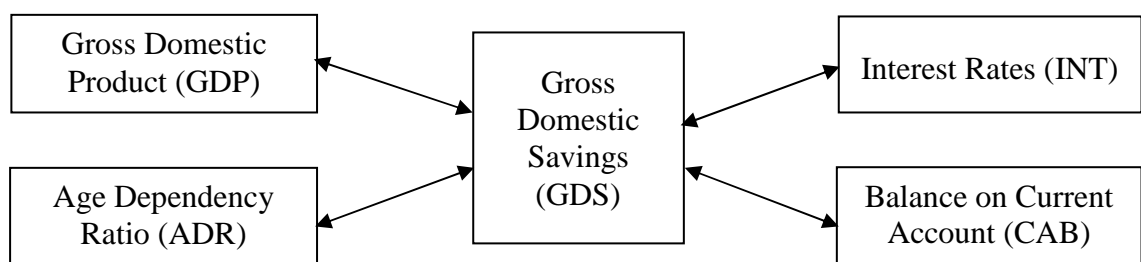 Gross Domestic
Product (GDP)
Age Dependency
Ratio (ADR)
Gross
Domestic
Savings
(GDS)
Interest Rates (INT)
Balance on Current
Account (CAB)